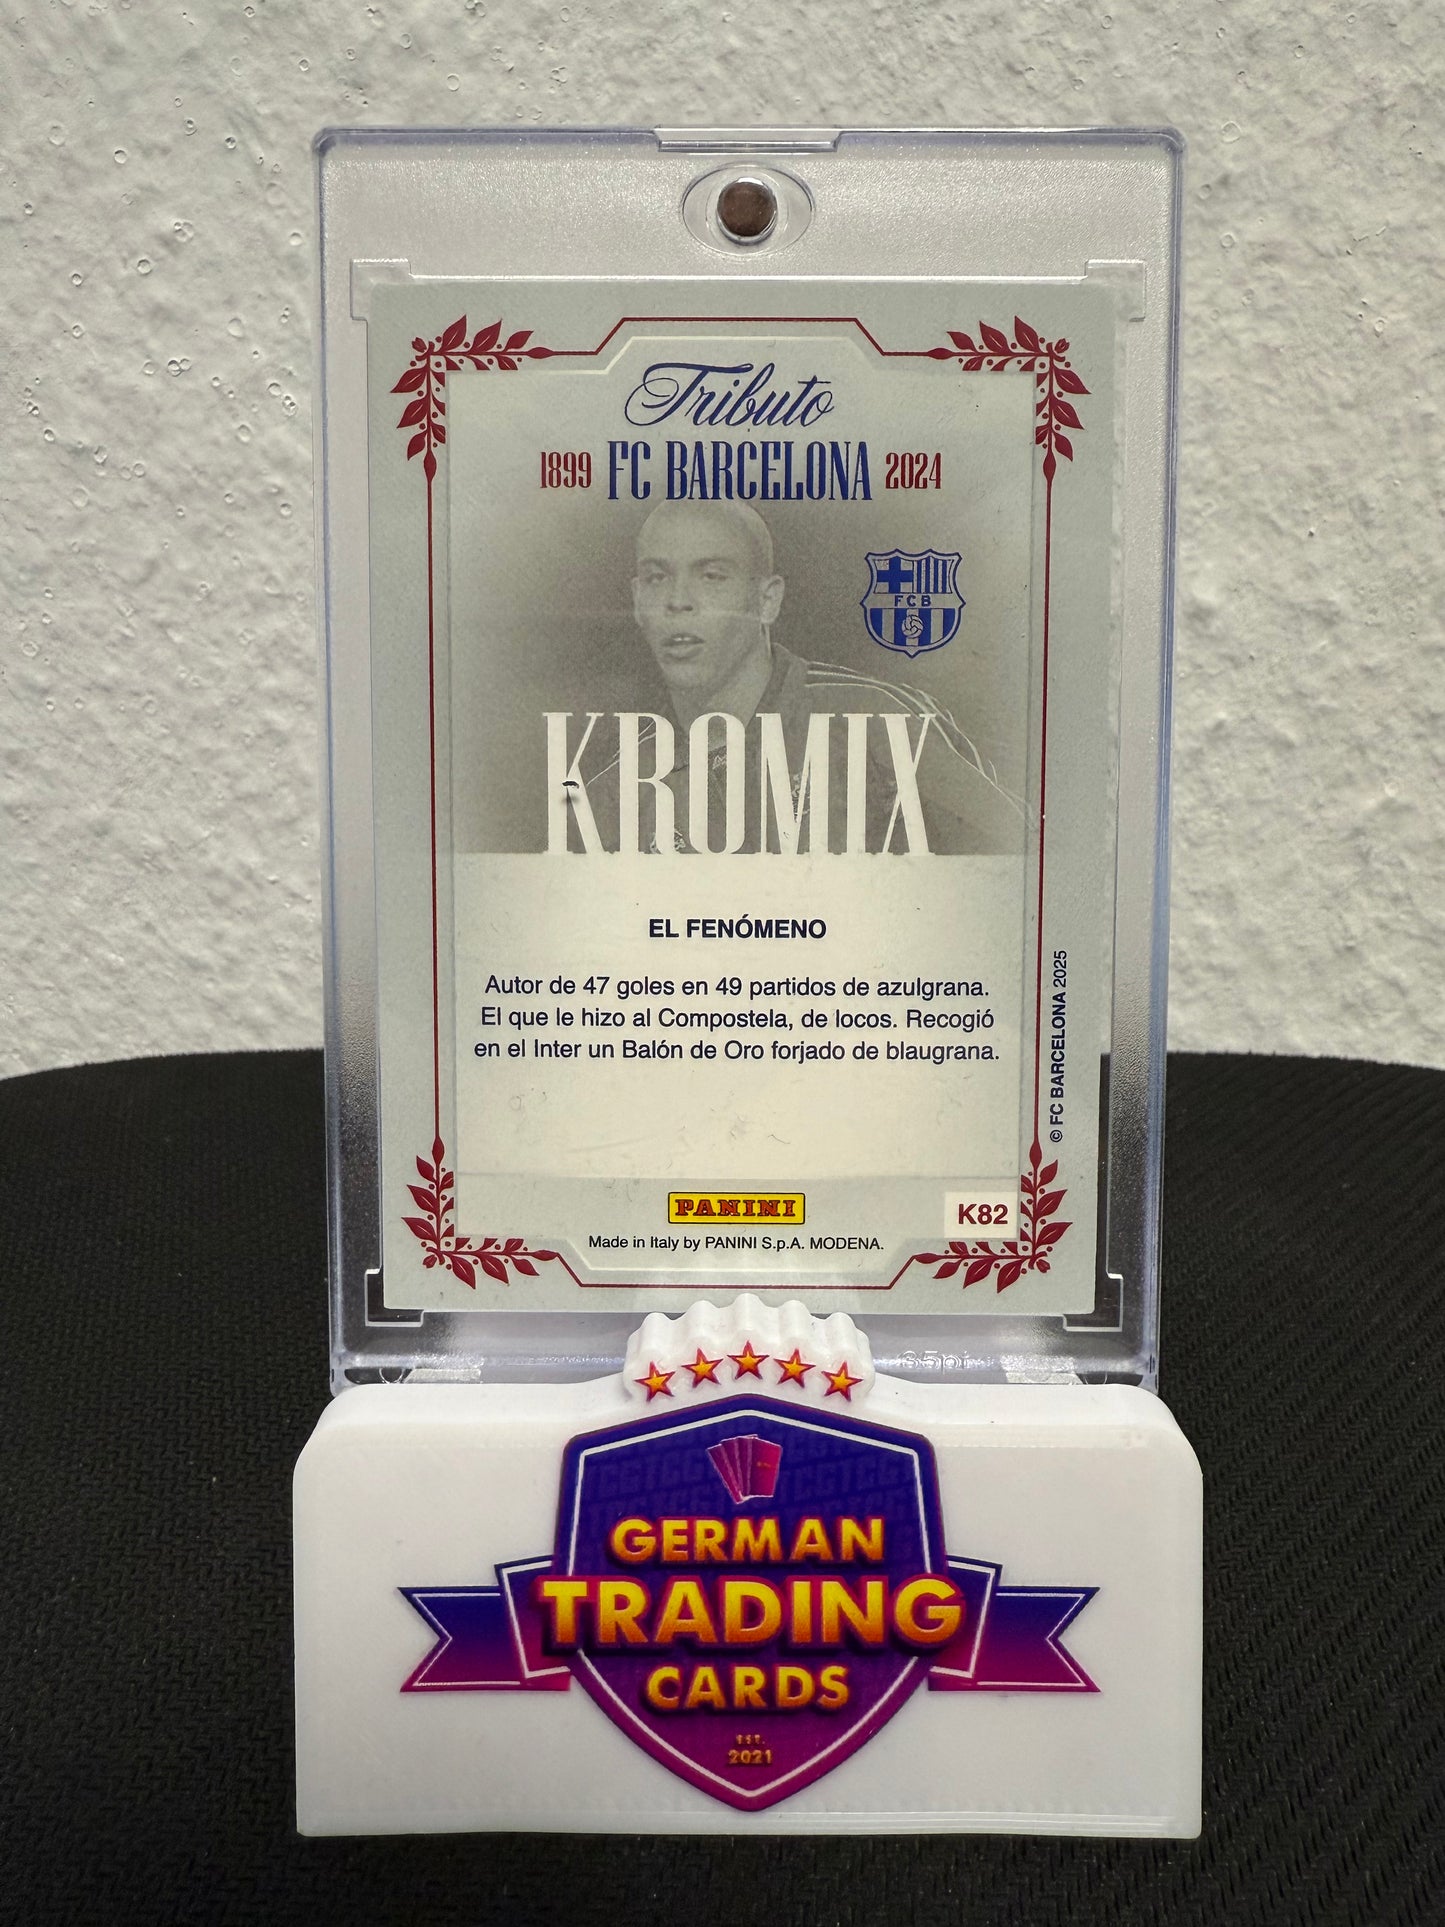 Tributo
1899 FC BARCELONA 2024
FCB
KROMIX
EL FENÓMENO
Autor de 47 goles en 49 partidos de azulgrana.
El que le hizo al Compostela, de locos. Recogió
en el Inter un Balón de Oro forjado de blaugrana.
© FC BARCELONA 2025
PANINI
K82
Made in Italy by PANINI S.p.A. MODENA.
35pt
GERMAN
TRADING
CARDS
EST.
2021